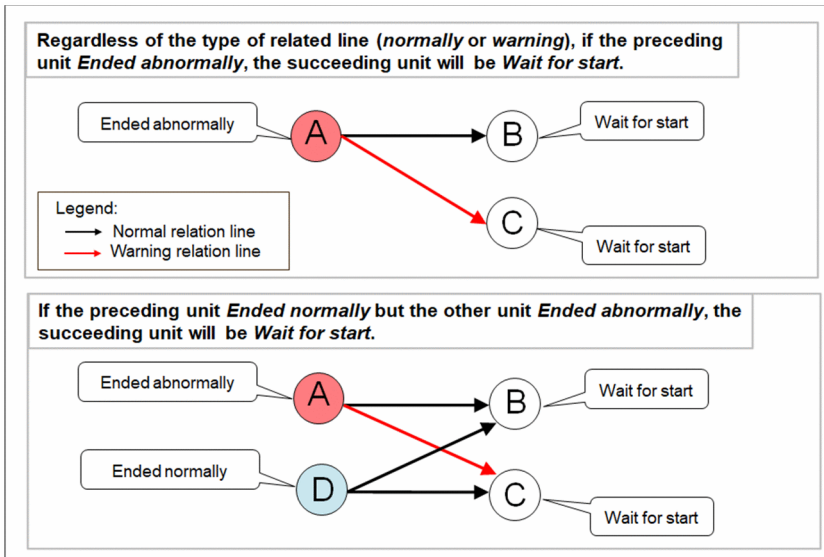 Regardless of the type of related line (normally or warning), if the preceding
unit Ended abnormally, the succeeding unit will be Wait for start.
Ended abnormally
A
B
Wait for start
C
Wait for start
Legend:
Normal relation line
Warning relation line
If the preceding unit Ended normally but the other unit Ended abnormally, the
succeeding unit will be Wait for start.
Ended abnormally
A
B
Wait for start
Ended normally
D
C
Wait for start